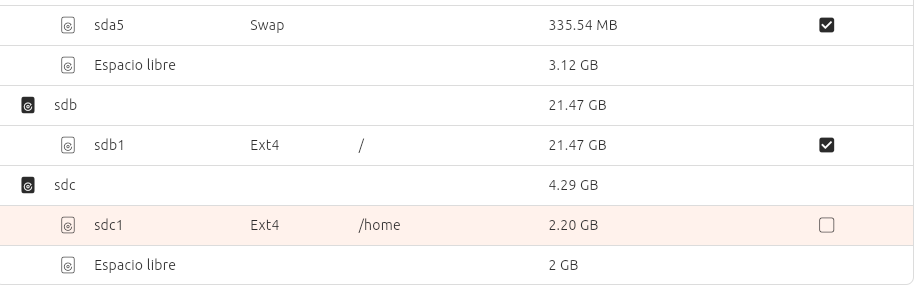 sda5 Swap 335.54 MB
Espacio libre 3.12 GB
sdb 21.47 GB
sdb1 Ext4 / 21.47 GB
sdc 4.29 GB
sdc1 Ext4 /home 2.20 GB
Espacio libre 2 GB